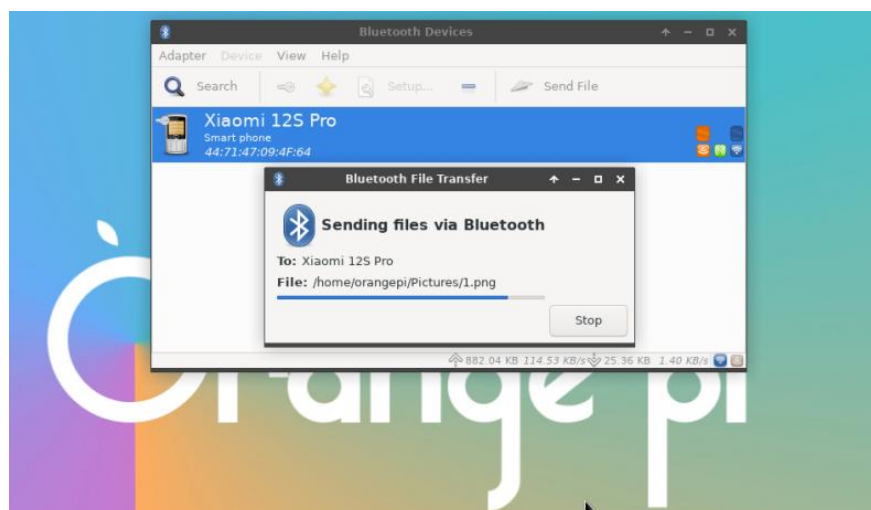 Bluetooth Devices
Adapter Device View Help
Search Setup... Send File
Xiaomi 12S Pro
Smart phone
44:71:47:09:4F:64
Bluetooth File Transfer
Sending files via Bluetooth
To: Xiaomi 12S Pro
File: /home/orangepi/Pictures/1.png
Stop
882.04 KB 114.53 KB/s 25.36 KB 1.40 KB/s
Orange pi